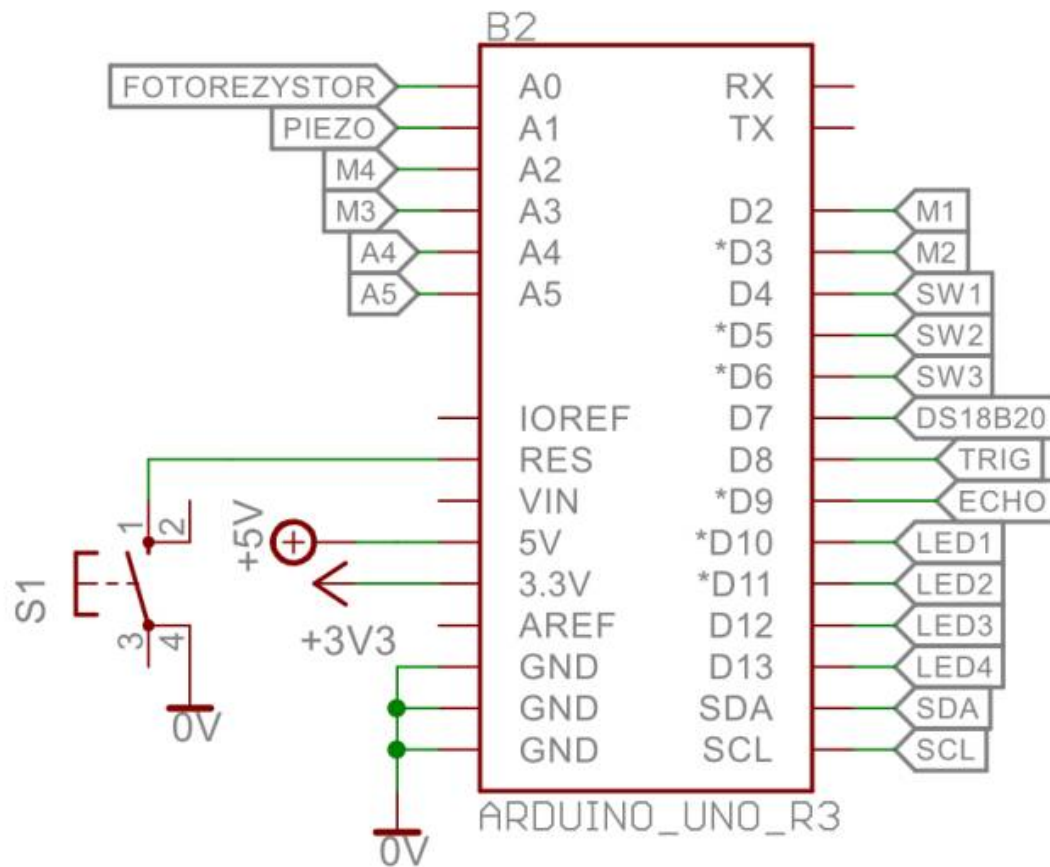 B2
FOTOREZYSTOR A0 RX
PIEZO A1 TX
M4 A2
M3 A3 D2 M1
A4 A4 *D3 M2
A5 A5 D4 SW1
*D5 SW2
*D6 SW3
IOREF D7 DS18B20
RES D8 TRIG
VIN *D9 ECHO
1 2 +5V 5V *D10 LED1
S1 3.3V *D11 LED2
3 4 +3V3 AREF D12 LED3
GND D13 LED4
0V GND SDA SDA
GND SCL SCL
ARDUINO_UNO_R3
0V